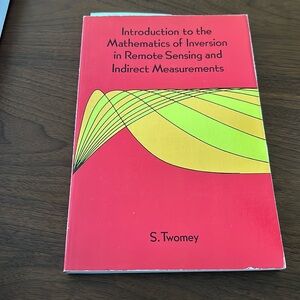 Introduction to the
Mathematics of Inversion
in Remote Sensing and
Indirect Measurements
S. Twomey